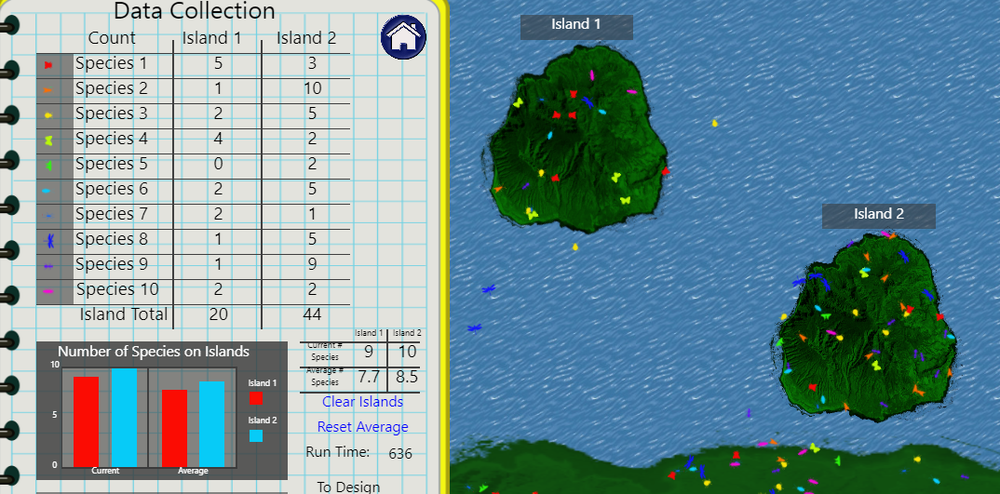 Data Collection
Count Island 1 Island 2
Species 1 5 3
Species 2 1 10
Species 3 2 5
Species 4 4 2
Species 5 0 2
Species 6 2 5
Species 7 2 1
Species 8 1 5
Species 9 1 9
Species 10 2 2
Island Total 20 44
Number of Species on Islands
10
5
0
Current Average
Island 1
Island 2
Island 1 Island 2
Current # Species 9 10
Average # Species 7.7 8.5
Clear Islands
Reset Average
Run Time: 636
To Design
Island 1
Island 2